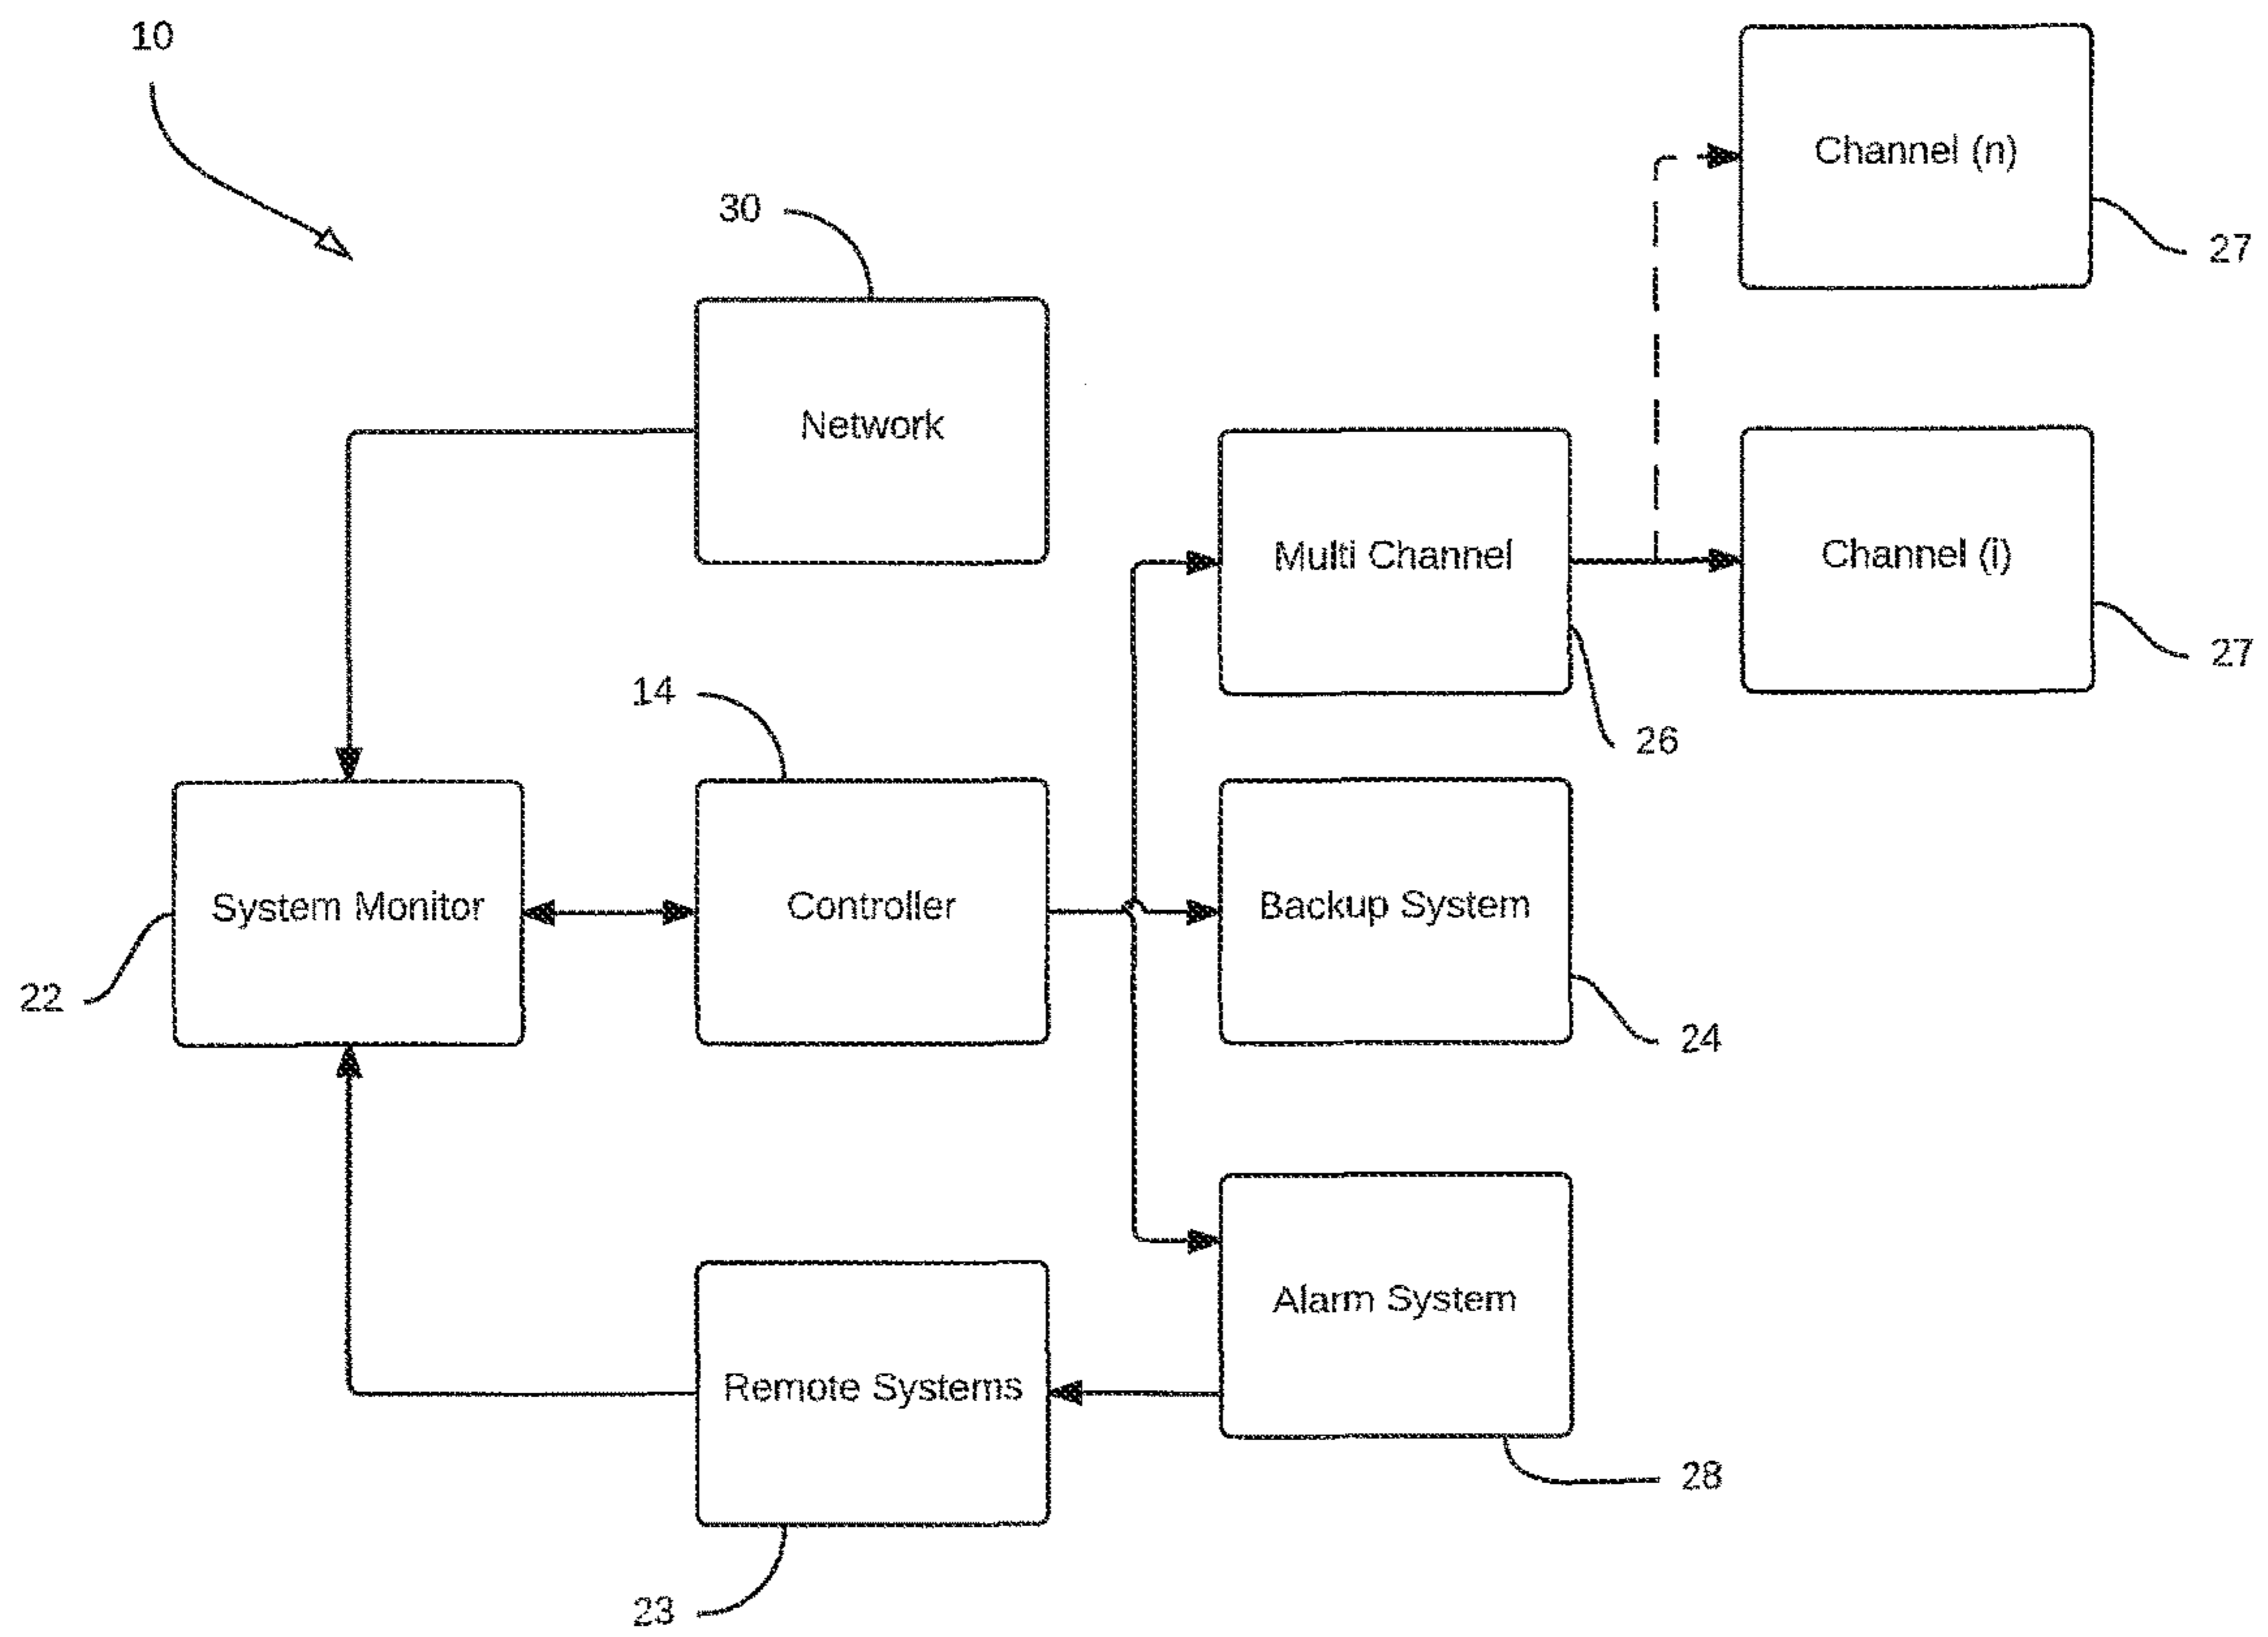 10
Channel (n)
27
30
Network
Multi Channel
Channel (i)
27
14
26
System Monitor
Controller
Backup System
22
24
Alarm System
Remote Systems
28
23